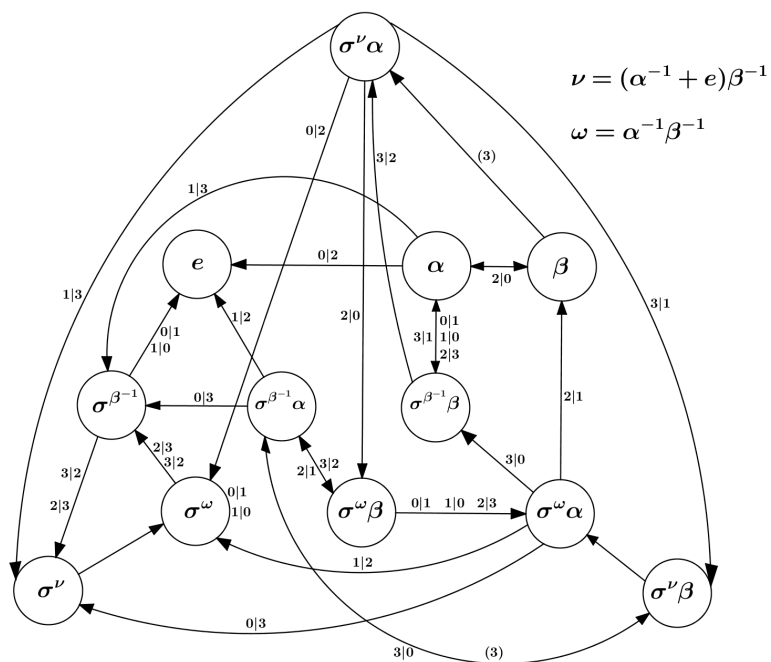 σ^ν α
ν = (α^{-1} + e)β^{-1}
ω = α^{-1}β^{-1}
0|2
3|2
(3)
1|3
e
0|2
α
2|0
β
1|3
3|1
0|1
1|0
1|2
2|0
3|1
0|1
1|0
2|3
σ^{β^{-1}}
0|3
σ^{β^{-1}} α
σ^{β^{-1}} β
2|1
3|2
2|3
2|3
3|2
2|1
3|2
3|0
σ^ω
0|1
1|0
σ^ω β
0|1 1|0 2|3
σ^ω α
1|2
σ^ν
σ^ν β
0|3
3|0
(3)